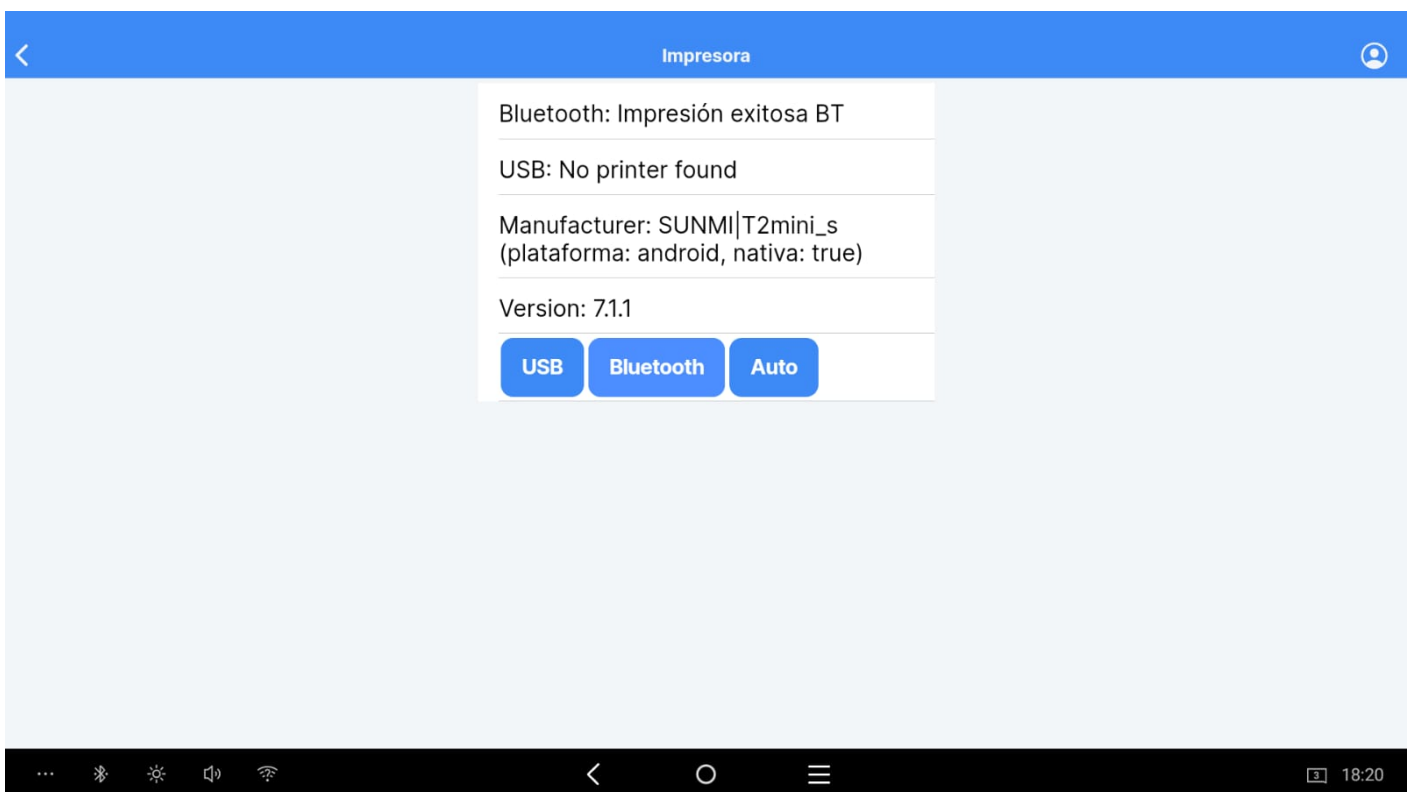 Impresora
Bluetooth: Impresión exitosa BT
USB: No printer found
Manufacturer: SUNMI|T2mini_s
(plataforma: android, nativa: true)
Version: 7.1.1
USB Bluetooth Auto
3 18:20